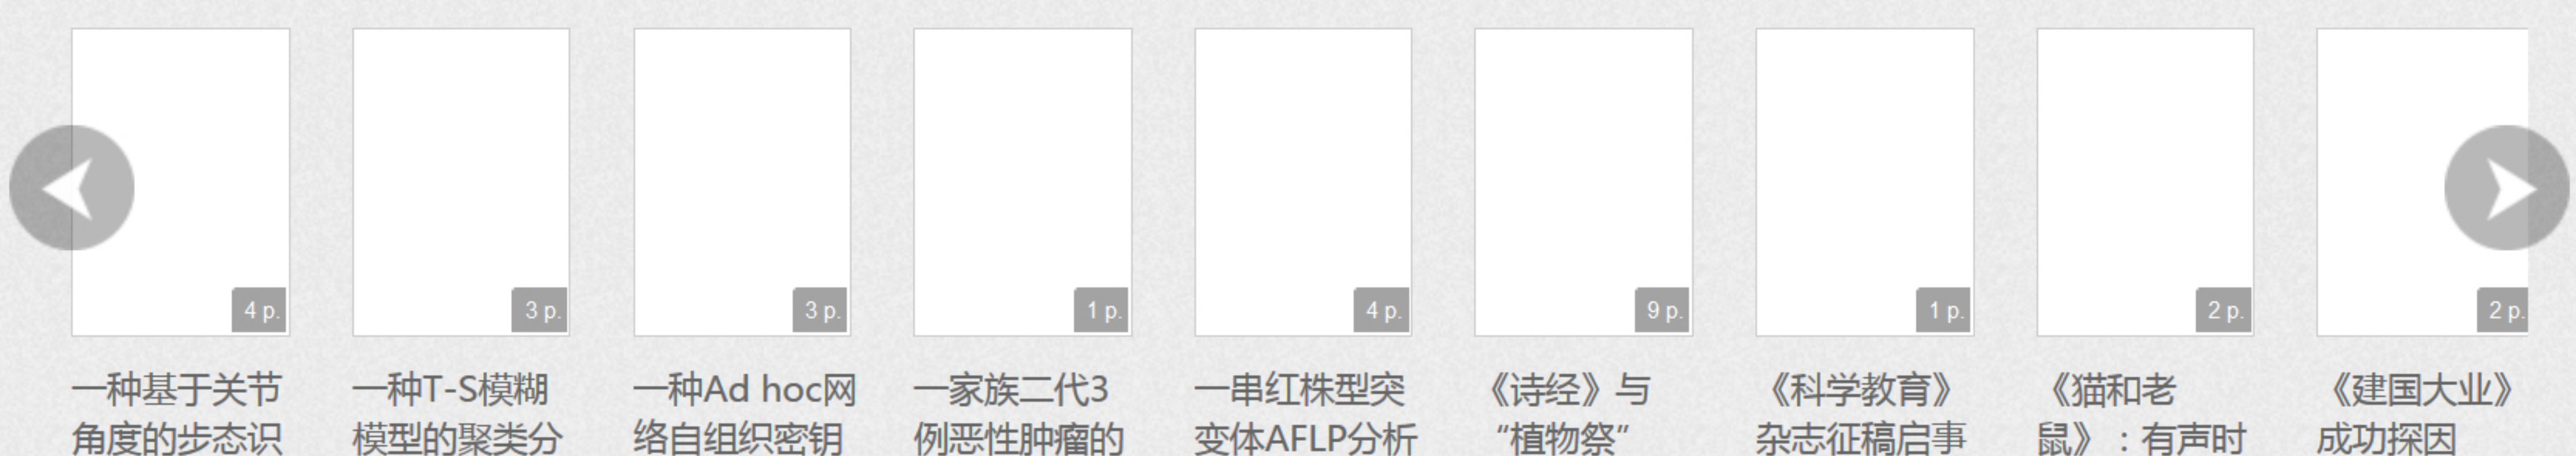 4 p.
3 p.
3 p.
1 p.
4 p.
9 p.
1 p.
2 p.
2 p.
一种基于关节
角度的步态识
一种T-S模糊
模型的聚类分
一种Ad hoc网
络自组织密钥
一家族二代3
例恶性肿瘤的
一串红株型突
变体AFLP分析
《诗经》与
“植物祭”
《科学教育》
杂志征稿启事
《猫和老
鼠》：有声时
《建国大业》
成功探因